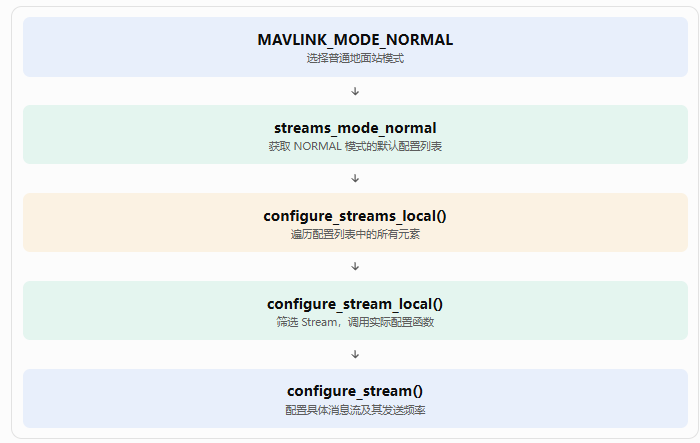 MAVLINK_MODE_NORMAL
选择普通地面站模式
↓
streams_mode_normal
获取 NORMAL 模式的默认配置列表
↓
configure_streams_local()
遍历配置列表中的所有元素
↓
configure_stream_local()
筛选 Stream，调用实际配置函数
↓
configure_stream()
配置具体消息流及其发送频率